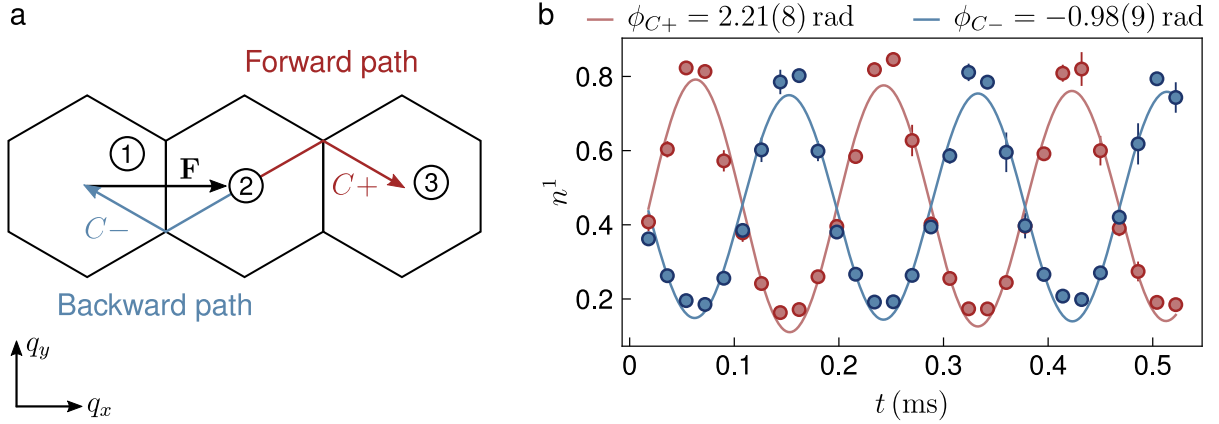 a
Forward path
1
F
2
3
C+
C−
Backward path
q_y
q_x
b
ϕ_{C+} = 2.21(8) rad
ϕ_{C−} = −0.98(9) rad
n^1
0.8
0.6
0.4
0.2
0
0.1
0.2
0.3
0.4
0.5
t (ms)